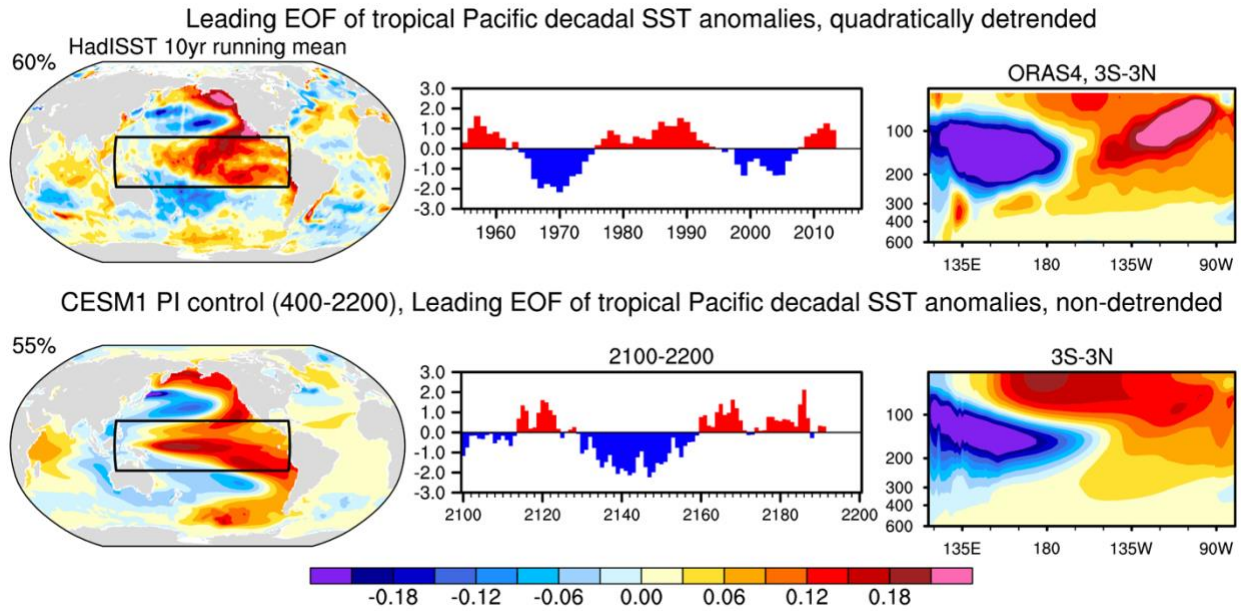 Leading EOF of tropical Pacific decadal SST anomalies, quadratically detrended
HadISST 10yr running mean
60%
3.0
2.0
1.0
0.0
-1.0
-2.0
-3.0
1960 1970 1980 1990 2000 2010
ORAS4, 3S-3N
100
200
300
400
600
135E 180 135W 90W
CESM1 PI control (400-2200), Leading EOF of tropical Pacific decadal SST anomalies, non-detrended
55%
2100-2200
3.0
2.0
1.0
0.0
-1.0
-2.0
-3.0
2100 2120 2140 2160 2180 2200
3S-3N
100
200
300
400
600
135E 180 135W 90W
-0.18 -0.12 -0.06 0.00 0.06 0.12 0.18